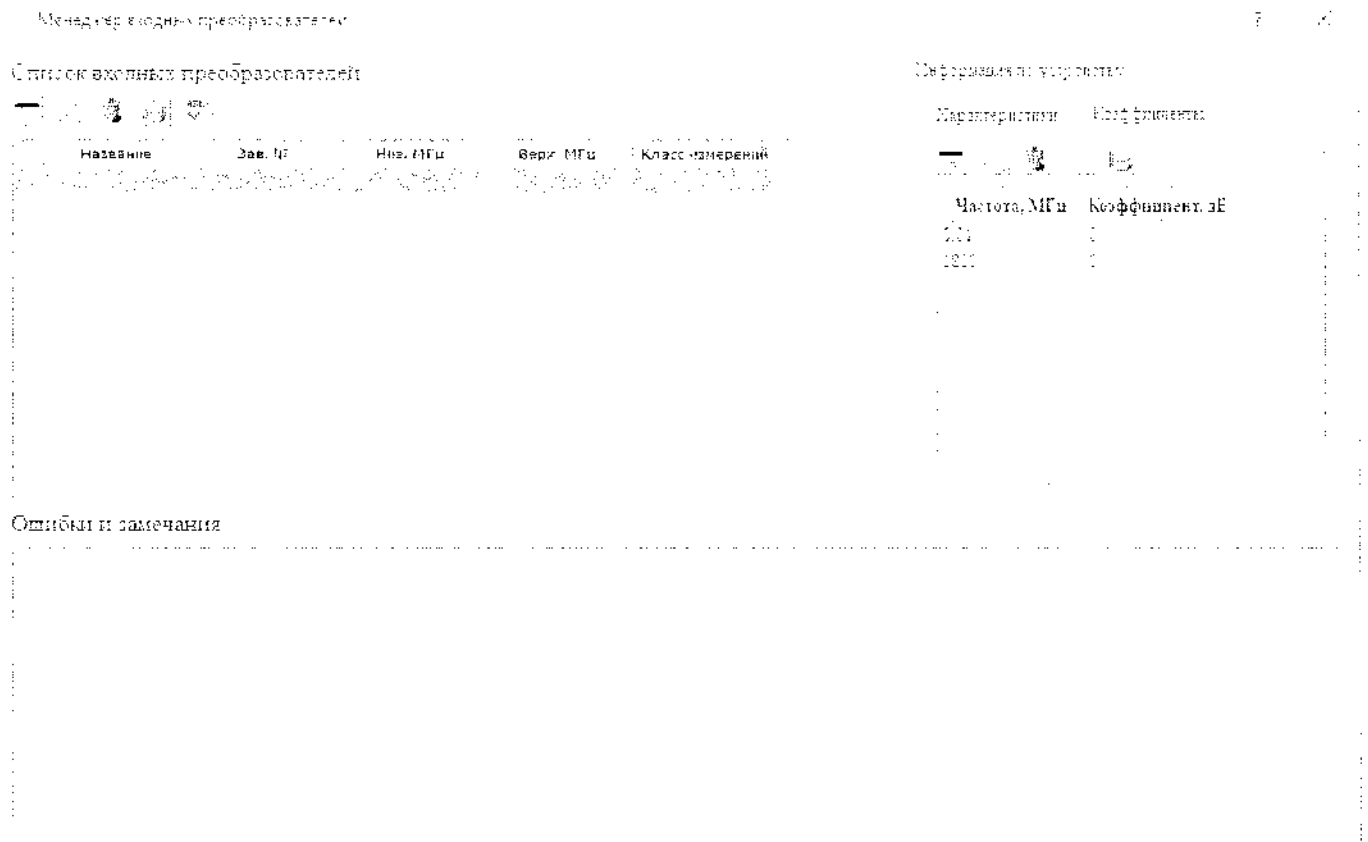 Менеджер входных преобразователей
Список входных преобразователей
Информация по устройству
Характеристики Коэффициенты
Название Зав. № Ниж. МГц Верх. МГц Класс измерений
Частота, МГц Коэффициент, дБ
Ошибки и замечания